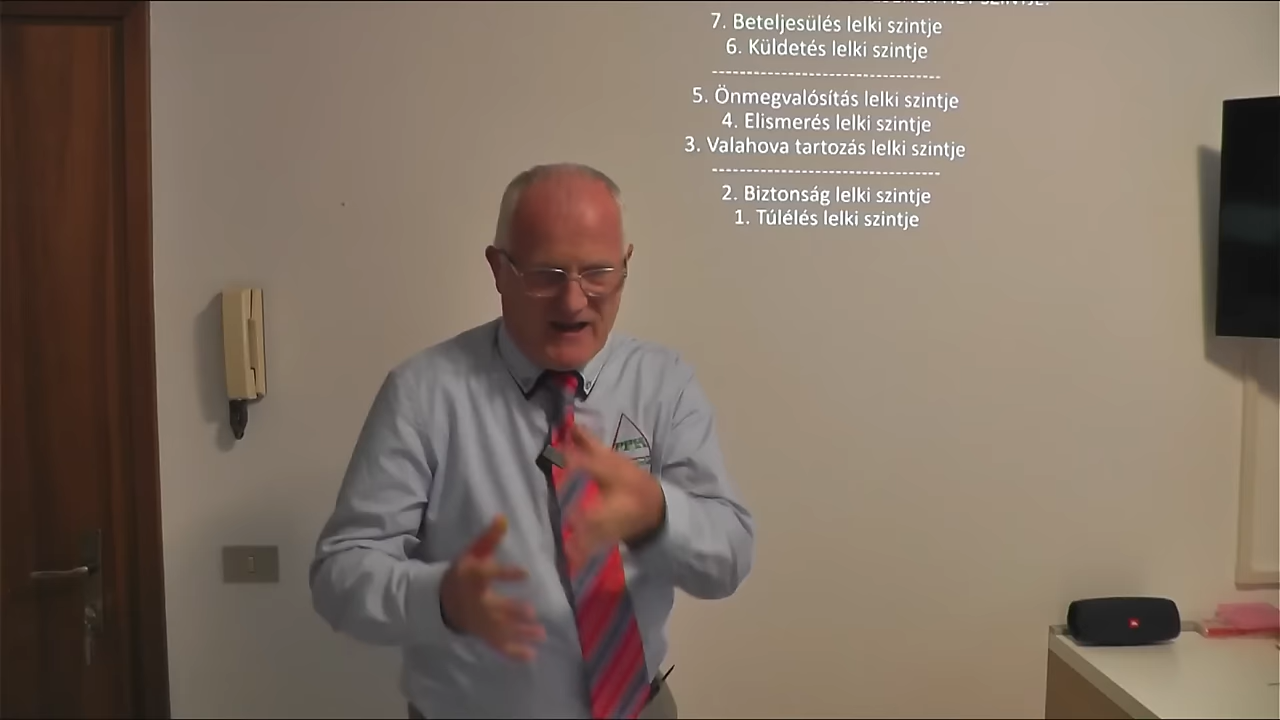 7. Beteljesülés lelki szintje
6. Küldetés lelki szintje
---------------------------------
5. Önmegvalósítás lelki szintje
4. Elismerés lelki szintje
3. Valahova tartozás lelki szintje
---------------------------------
2. Biztonság lelki szintje
1. Túlélés lelki szintje
JBL